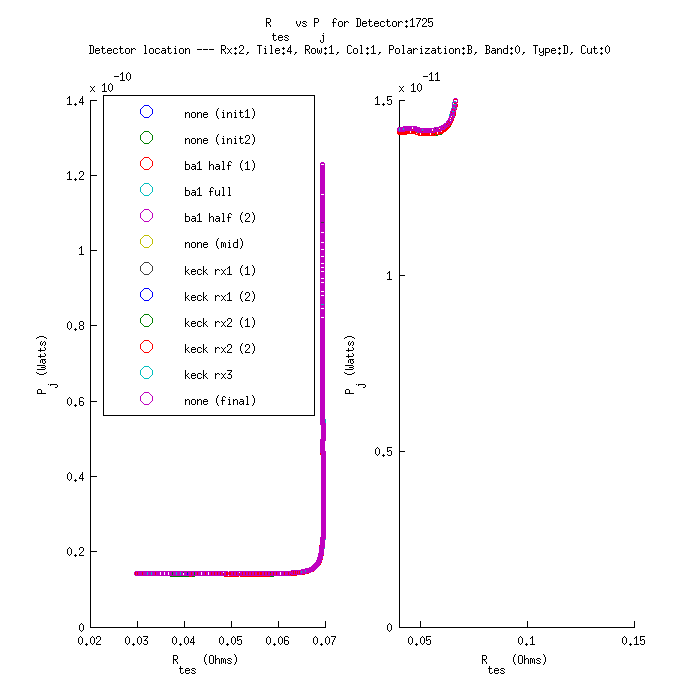 R tes vs P j for Detector:1725
Detector location --- Rx:2, Tile:4, Row:1, Col:1, Polarization:B, Band:0, Type:D, Cut:0
x 10^-10
x 10^-11
1.4
1.2
1
0.8
0.6
0.4
0.2
0
P j (Watts)
none (init1)
none (init2)
ba1 half (1)
ba1 full
ba1 half (2)
none (mid)
keck rx1 (1)
keck rx1 (2)
keck rx2 (1)
keck rx2 (2)
keck rx3
none (final)
0.02 0.03 0.04 0.05 0.06 0.07
R tes (Ohms)
1.5
1
0.5
0
P j (Watts)
0.05 0.1 0.15
R tes (Ohms)